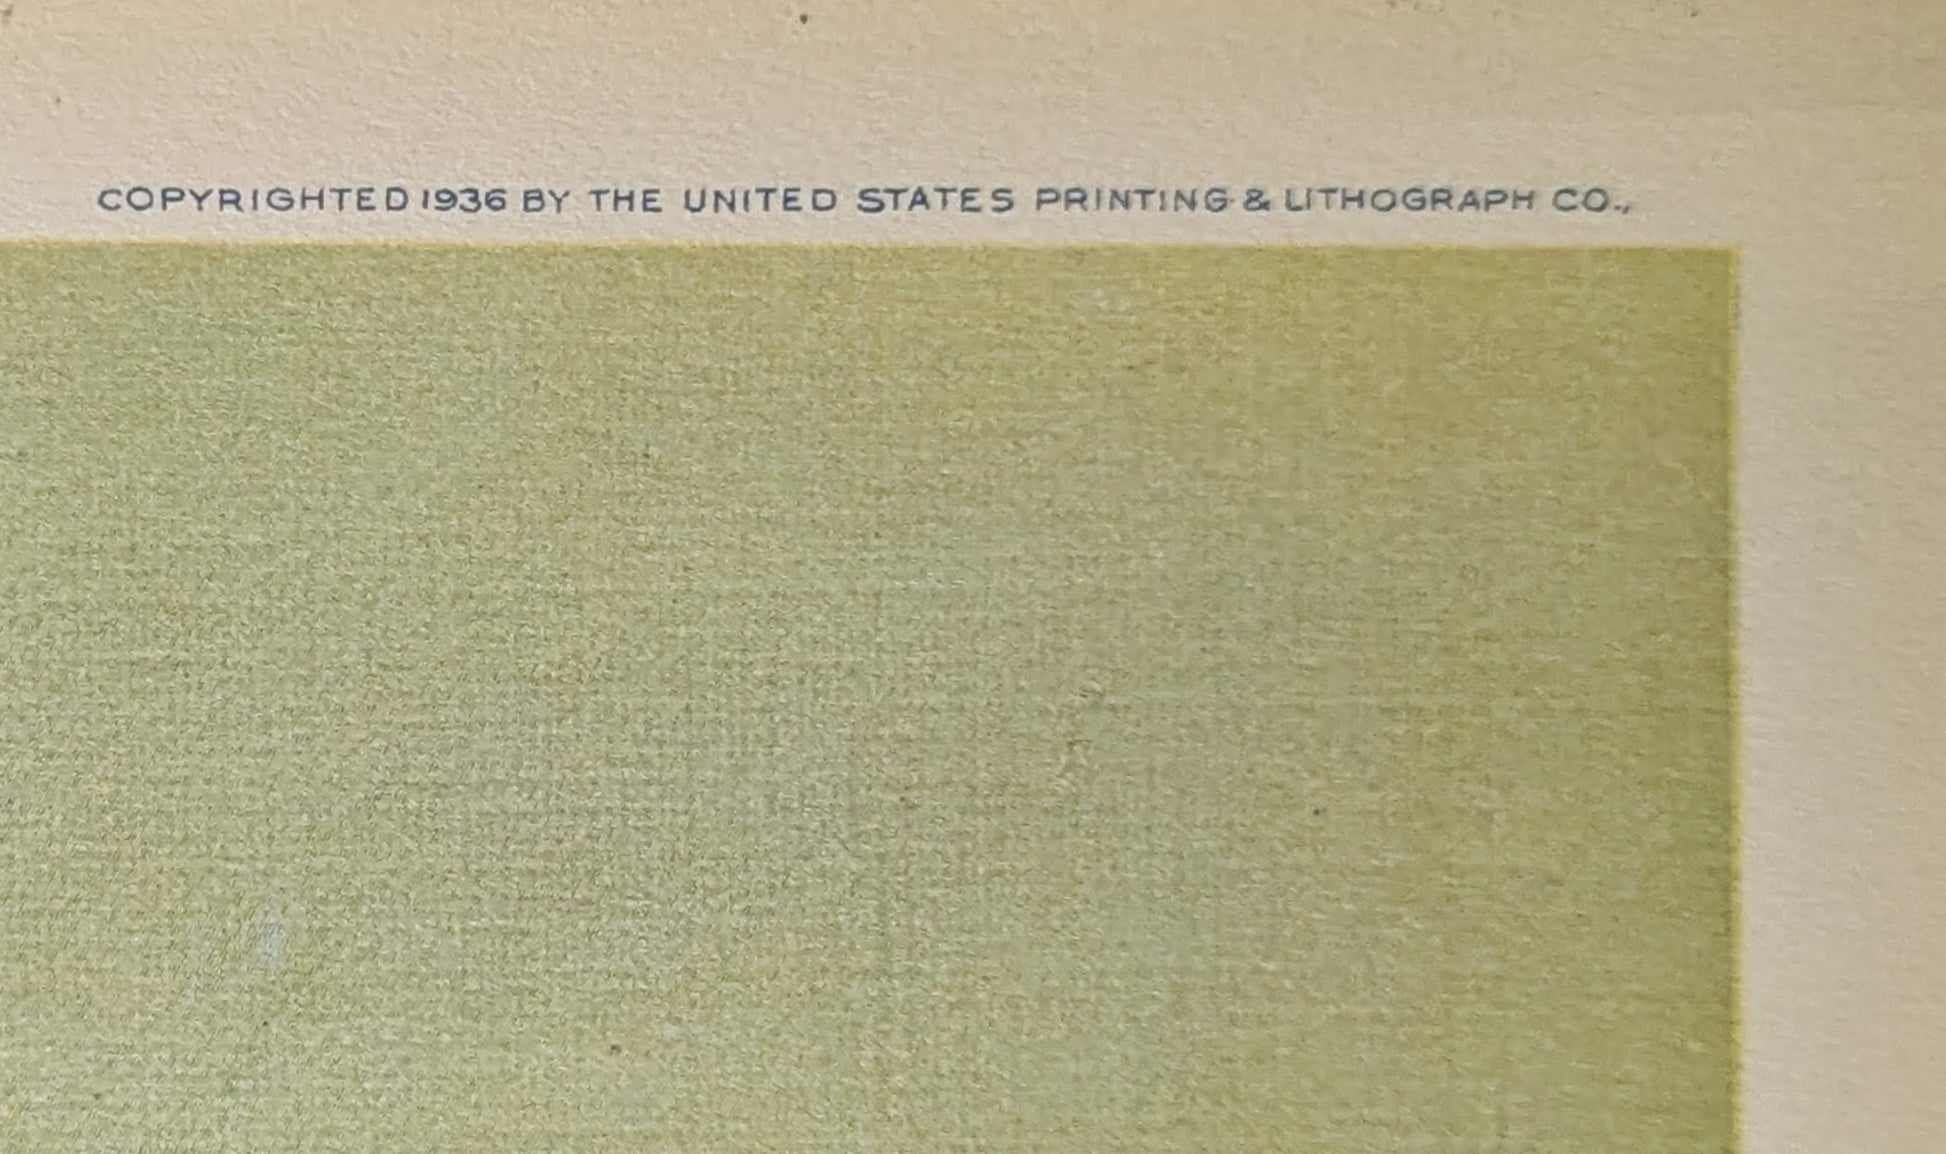 COPYRIGHTED 1936 BY THE UNITED STATES PRINTING & LITHOGRAPH CO.,